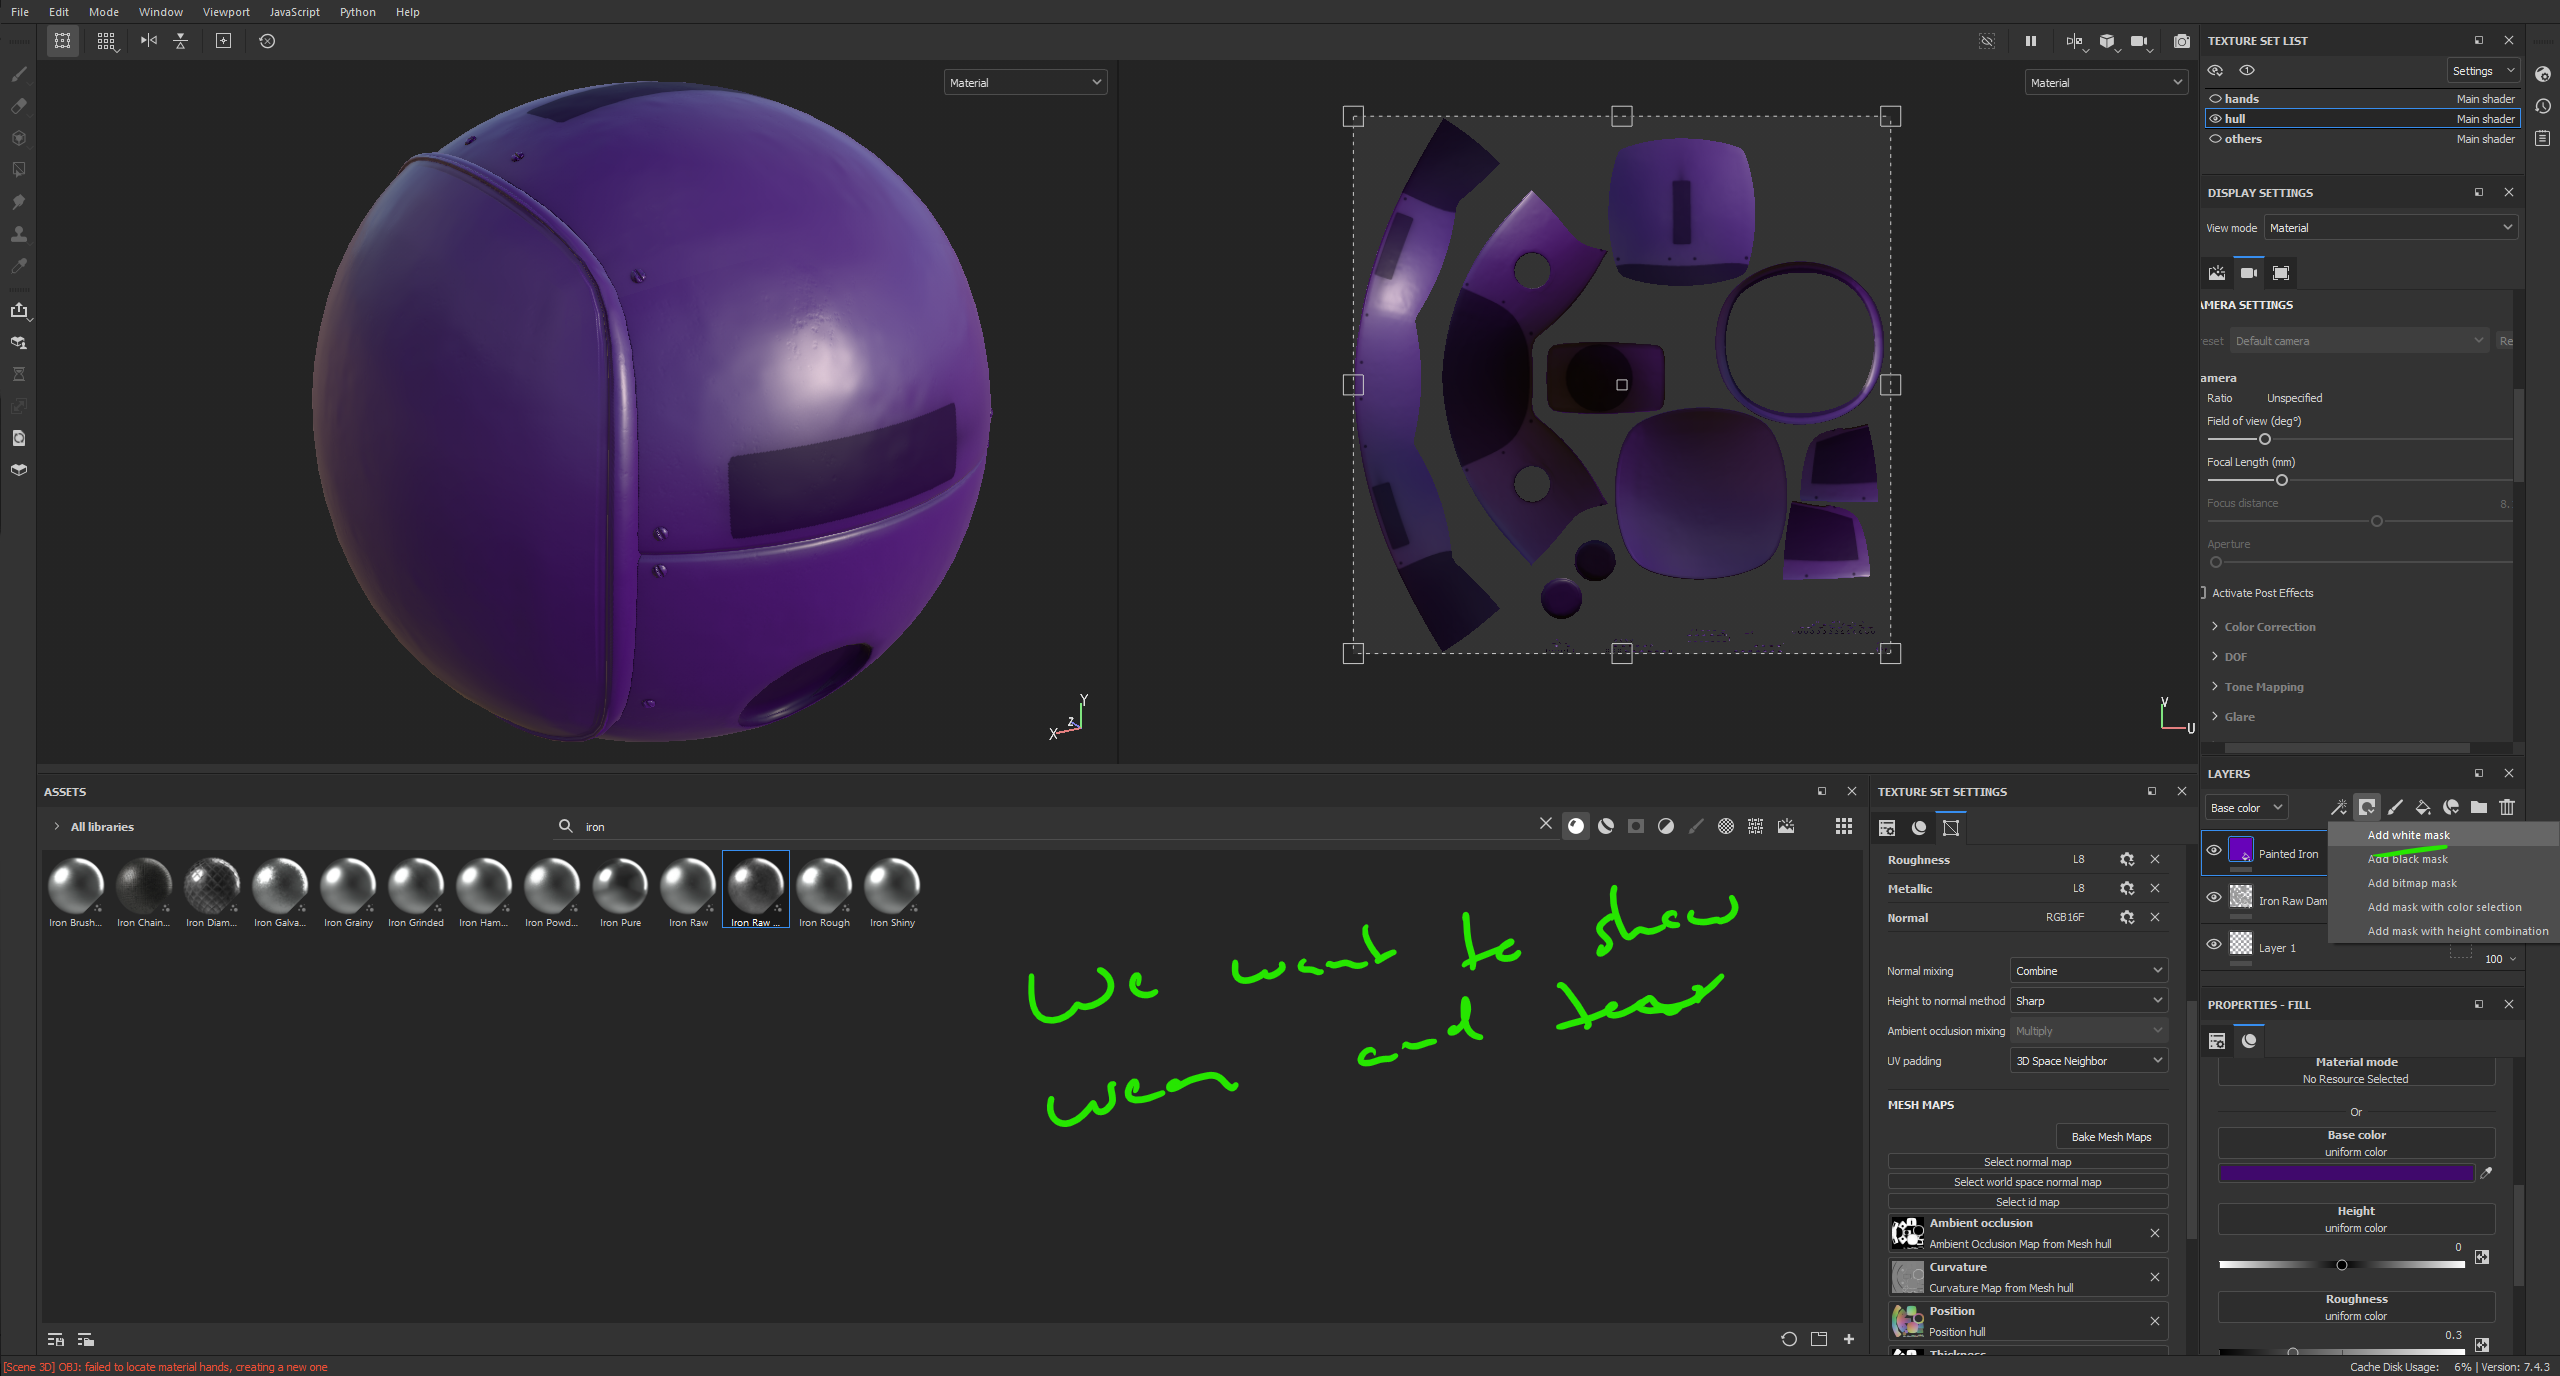 File Edit Mode Window Viewport JavaScript Python Help
Material
Material
TEXTURE SET LIST
Settings
hands Main shader
hull Main shader
others Main shader
DISPLAY SETTINGS
View mode Material
AMERA SETTINGS
eset Default camera Re
amera
Ratio Unspecified
Field of view (deg°)
Focal Length (mm)
Focus distance 8.
Aperture
Activate Post Effects
Color Correction
DOF
Tone Mapping
Glare
Y
Z
X
V
U
LAYERS
Base color
Add white mask
Add black mask
Add bitmap mask
Add mask with color selection
Add mask with height combination
Painted Iron
Iron Raw Dam
Layer 1
100
ASSETS
All libraries
iron
Iron Brush... Iron Chain... Iron Diam... Iron Galva... Iron Grainy Iron Grinded Iron Ham... Iron Powd... Iron Pure Iron Raw Iron Raw ... Iron Rough Iron Shiny
We want to show
wear and tear
TEXTURE SET SETTINGS
Roughness L8
Metallic L8
Normal RGB16F
Normal mixing Combine
Height to normal method Sharp
Ambient occlusion mixing Multiply
UV padding 3D Space Neighbor
MESH MAPS
Bake Mesh Maps
Select normal map
Select world space normal map
Select id map
Ambient occlusion
Ambient Occlusion Map from Mesh hull
Curvature
Curvature Map from Mesh hull
Position
Position hull
Thickness
PROPERTIES - FILL
Material mode
No Resource Selected
Or
Base color
uniform color
Height
uniform color
0
Roughness
uniform color
0.3
[Scene 3D] OBJ: failed to locate material hands, creating a new one
Cache Disk Usage: 6% | Version: 7.4.3